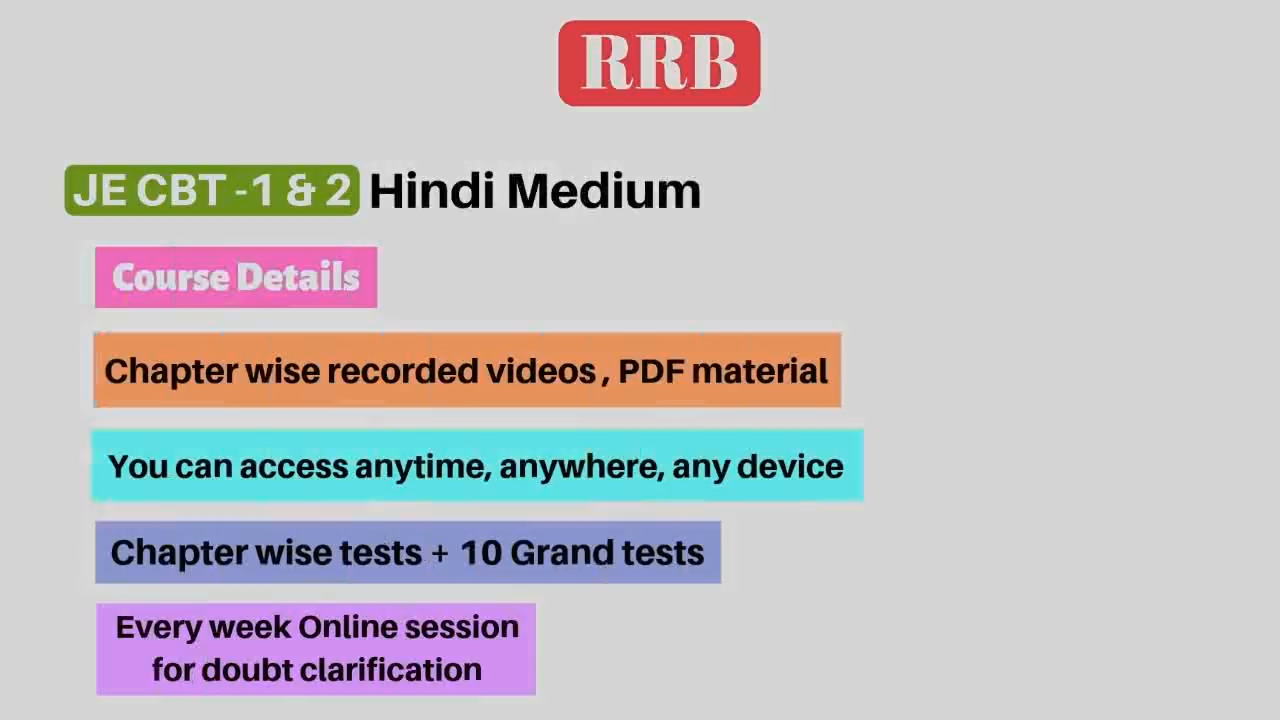 RRB
JE CBT -1 & 2 Hindi Medium
Course Details
Chapter wise recorded videos , PDF material
You can access anytime, anywhere, any device
Chapter wise tests + 10 Grand tests
Every week Online session
for doubt clarification